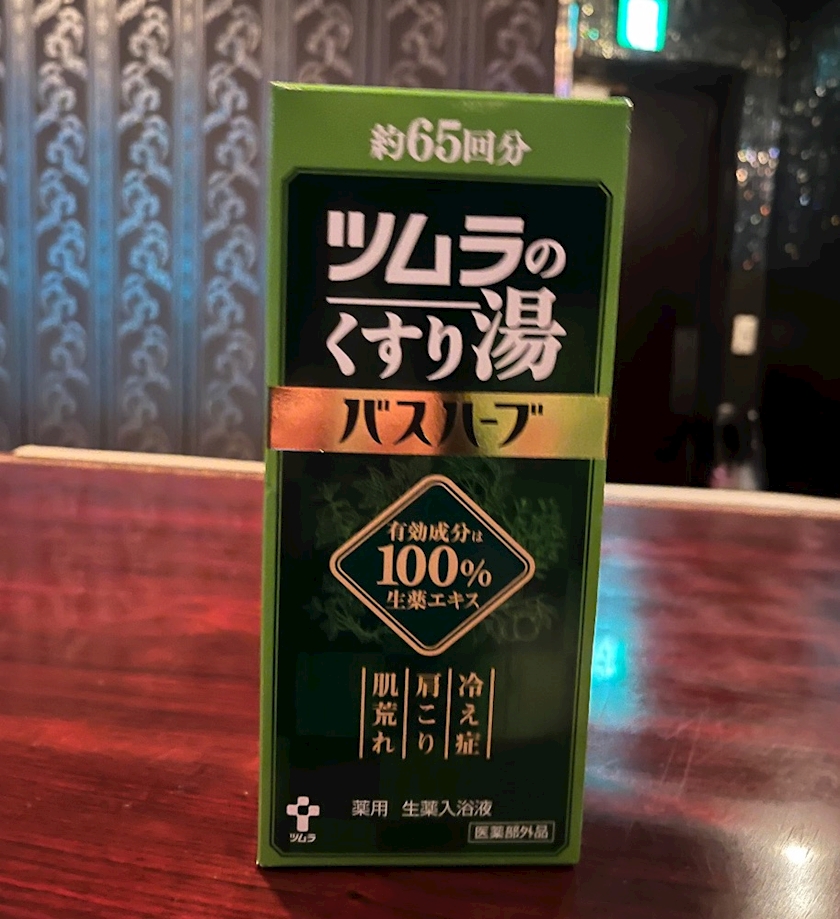 約65回分
ツムラの
くすり湯
バスハーブ
有効成分は
100%
生薬エキス
冷え症
肩こり
肌荒れ
薬用 生薬入浴液
ツムラ
医薬部外品